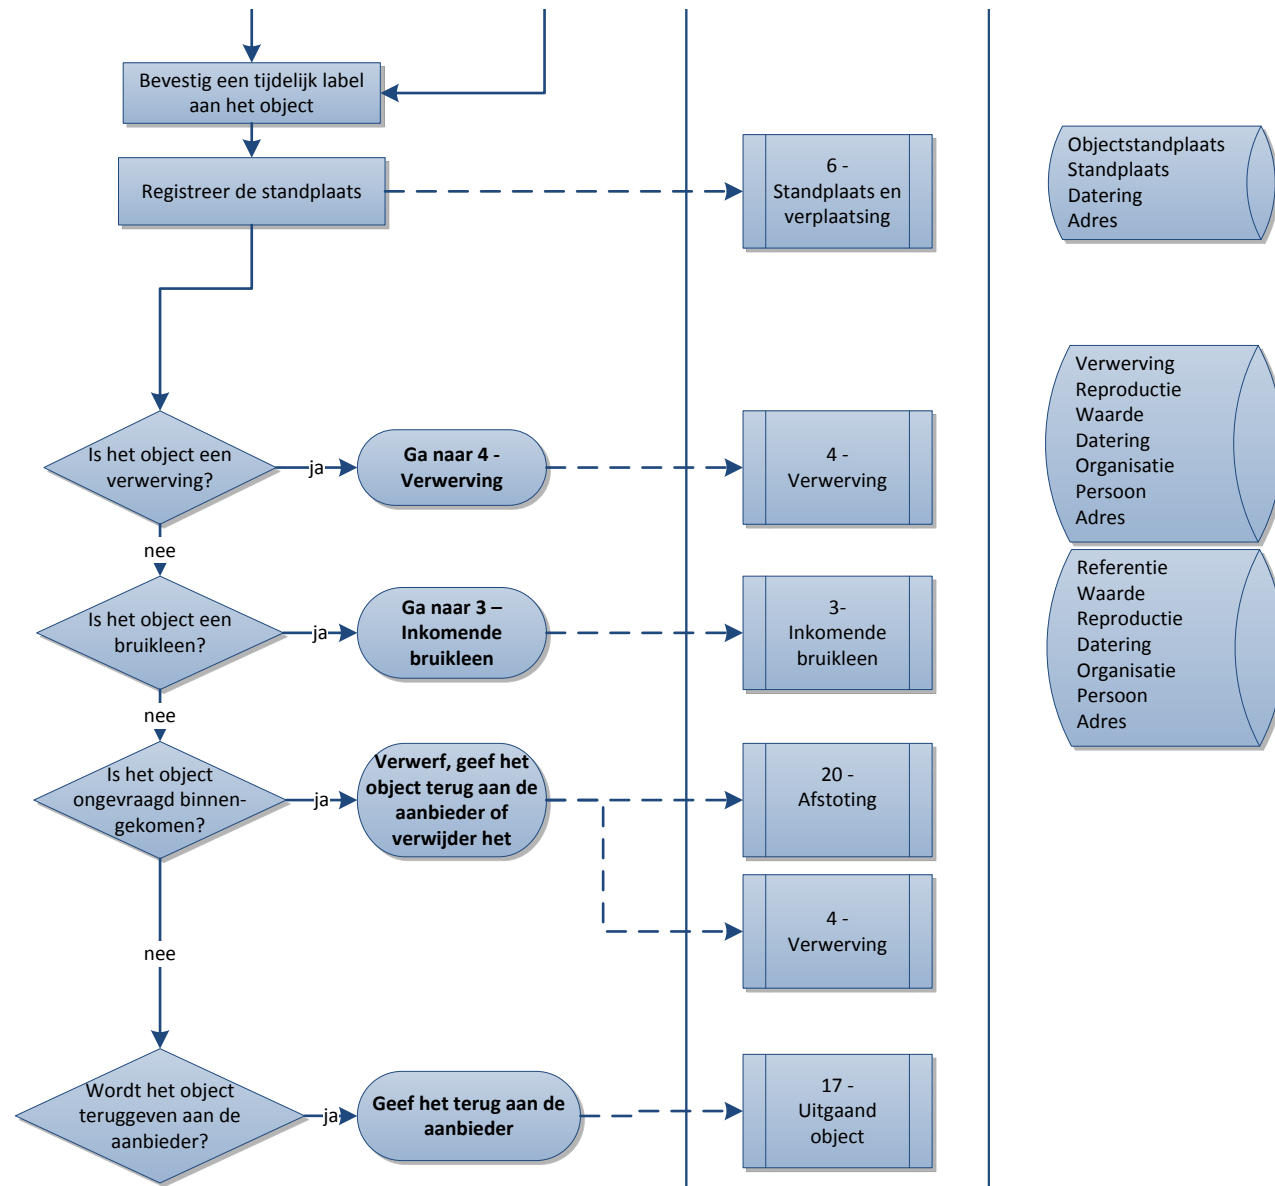 Bevestig een tijdelijk label
aan het object
Registreer de standplaats
6 -
Standplaats en
verplaatsing
Objectstandplaats
Standplaats
Datering
Adres
Is het object een
verwerving?
ja
Ga naar 4 -
Verwerving
4 -
Verwerving
Verwerving
Reproductie
Waarde
Datering
Organisatie
Persoon
Adres
nee
Is het object een
bruikleen?
ja
Ga naar 3 –
Inkomende
bruikleen
3-
Inkomende
bruikleen
Referentie
Waarde
Reproductie
Datering
Organisatie
Persoon
Adres
nee
Is het object
ongevraagd binnen-
gekomen?
ja
Verwerf, geef het
object terug aan de
aanbieder of
verwijder het
20 -
Afstoting
4 -
Verwerving
nee
Wordt het object
teruggeven aan de
aanbieder?
ja
Geef het terug aan de
aanbieder
17 -
Uitgaand
object